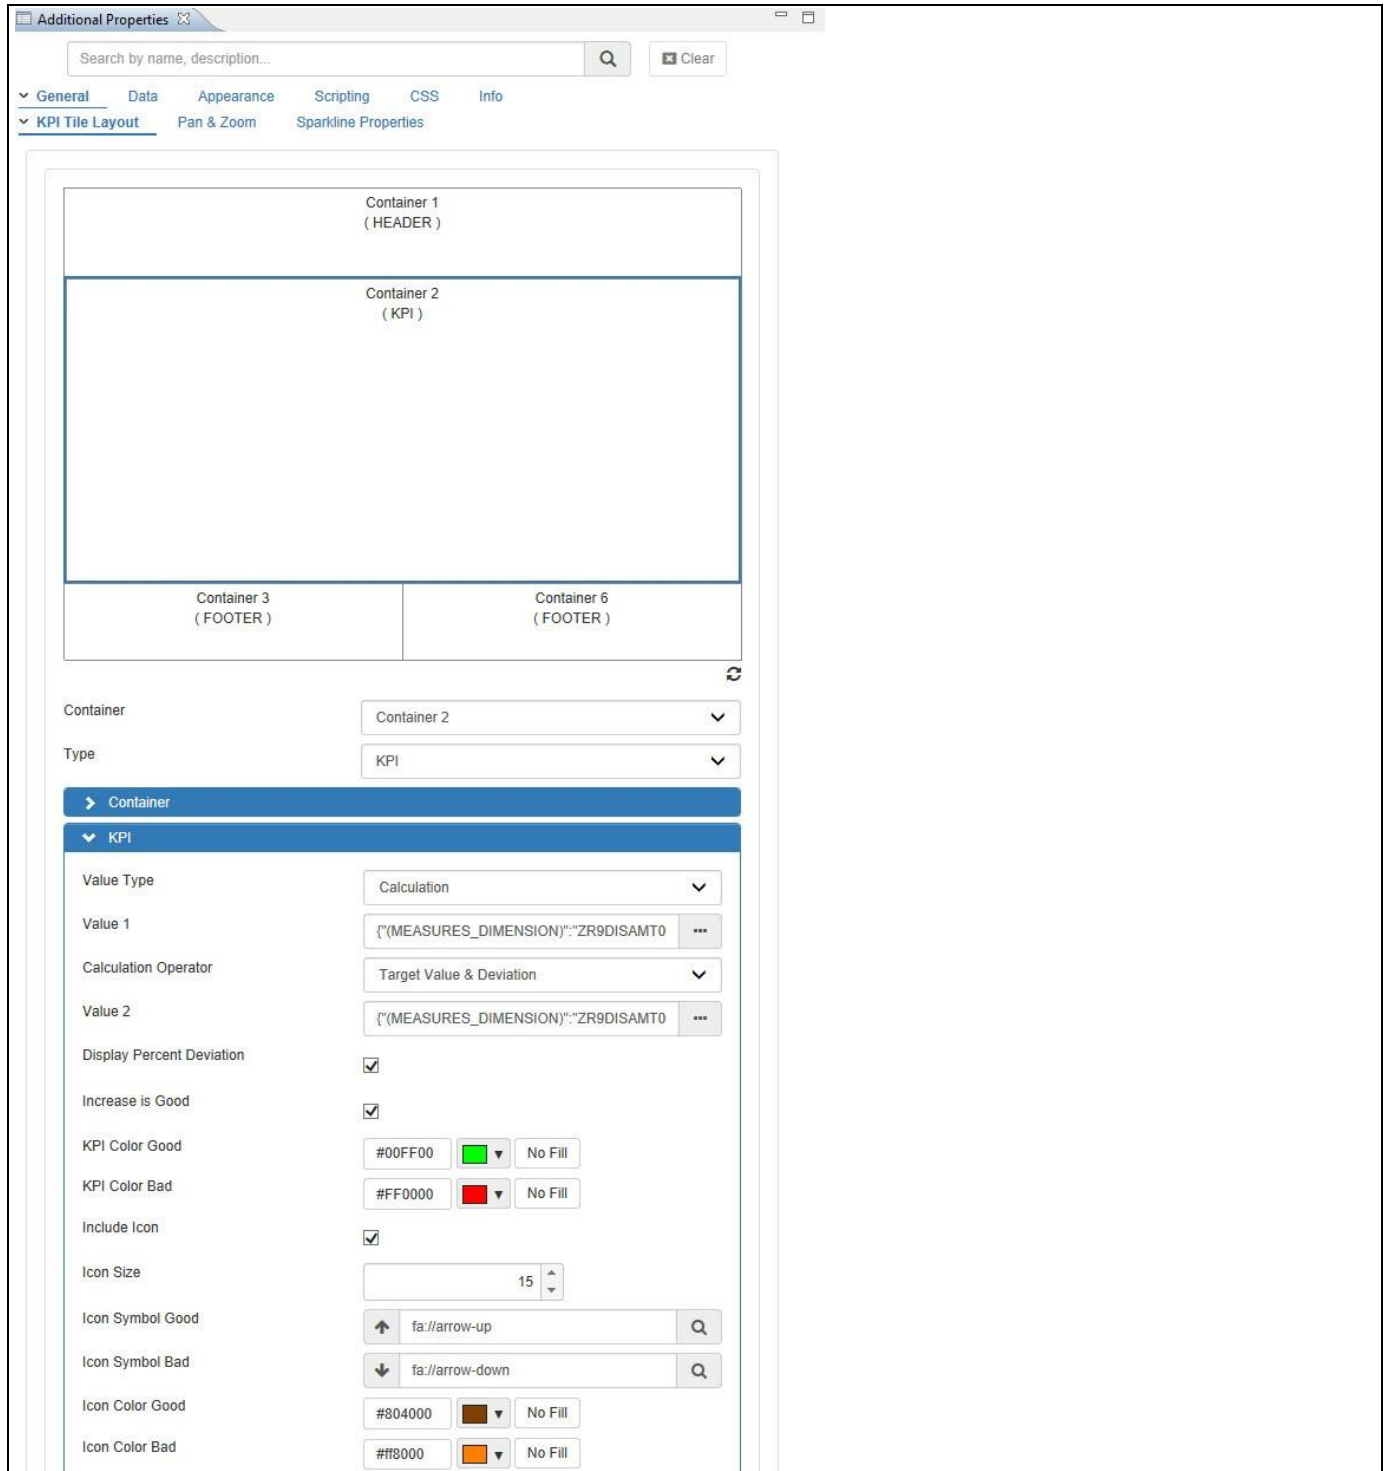 Additional Properties
Search by name, description...
Clear
General Data Appearance Scripting CSS Info
KPI Tile Layout Pan & Zoom Sparkline Properties
Container 1
( HEADER )
Container 2
( KPI )
Container 3 Container 6
( FOOTER ) ( FOOTER )
Container Container 2
Type KPI
Container
KPI
Value Type Calculation
Value 1 {"(MEASURES_DIMENSION)":"ZR9DISAMT0 ...
Calculation Operator Target Value & Deviation
Value 2 {"(MEASURES_DIMENSION)":"ZR9DISAMT0 ...
Display Percent Deviation
Increase is Good
KPI Color Good #00FF00 No Fill
KPI Color Bad #FF0000 No Fill
Include Icon
Icon Size 15
Icon Symbol Good fa://arrow-up
Icon Symbol Bad fa://arrow-down
Icon Color Good #804000 No Fill
Icon Color Bad #ff8000 No Fill